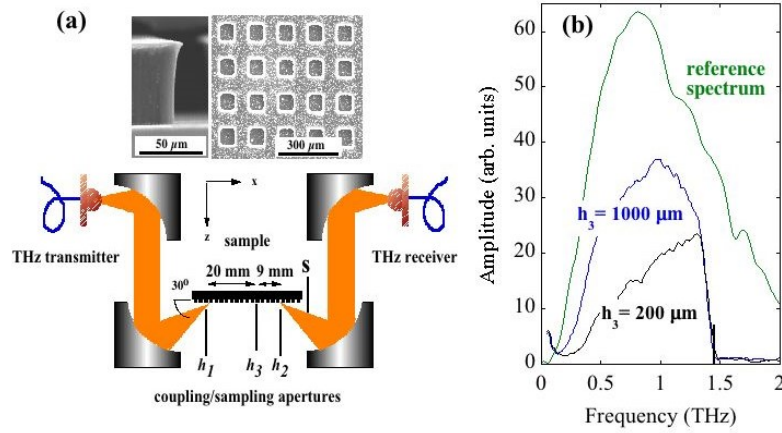 (a)
50 µm
300 µm
x
z
THz transmitter
THz receiver
sample
20 mm
9 mm
S
30⁰
h₁
h₃
h₂
coupling/sampling apertures
(b)
Amplitude (arb. units)
60
50
40
30
20
10
0
reference
spectrum
h₃= 1000 µm
h₃= 200 µm
0
0.5
1
1.5
2
Frequency (THz)